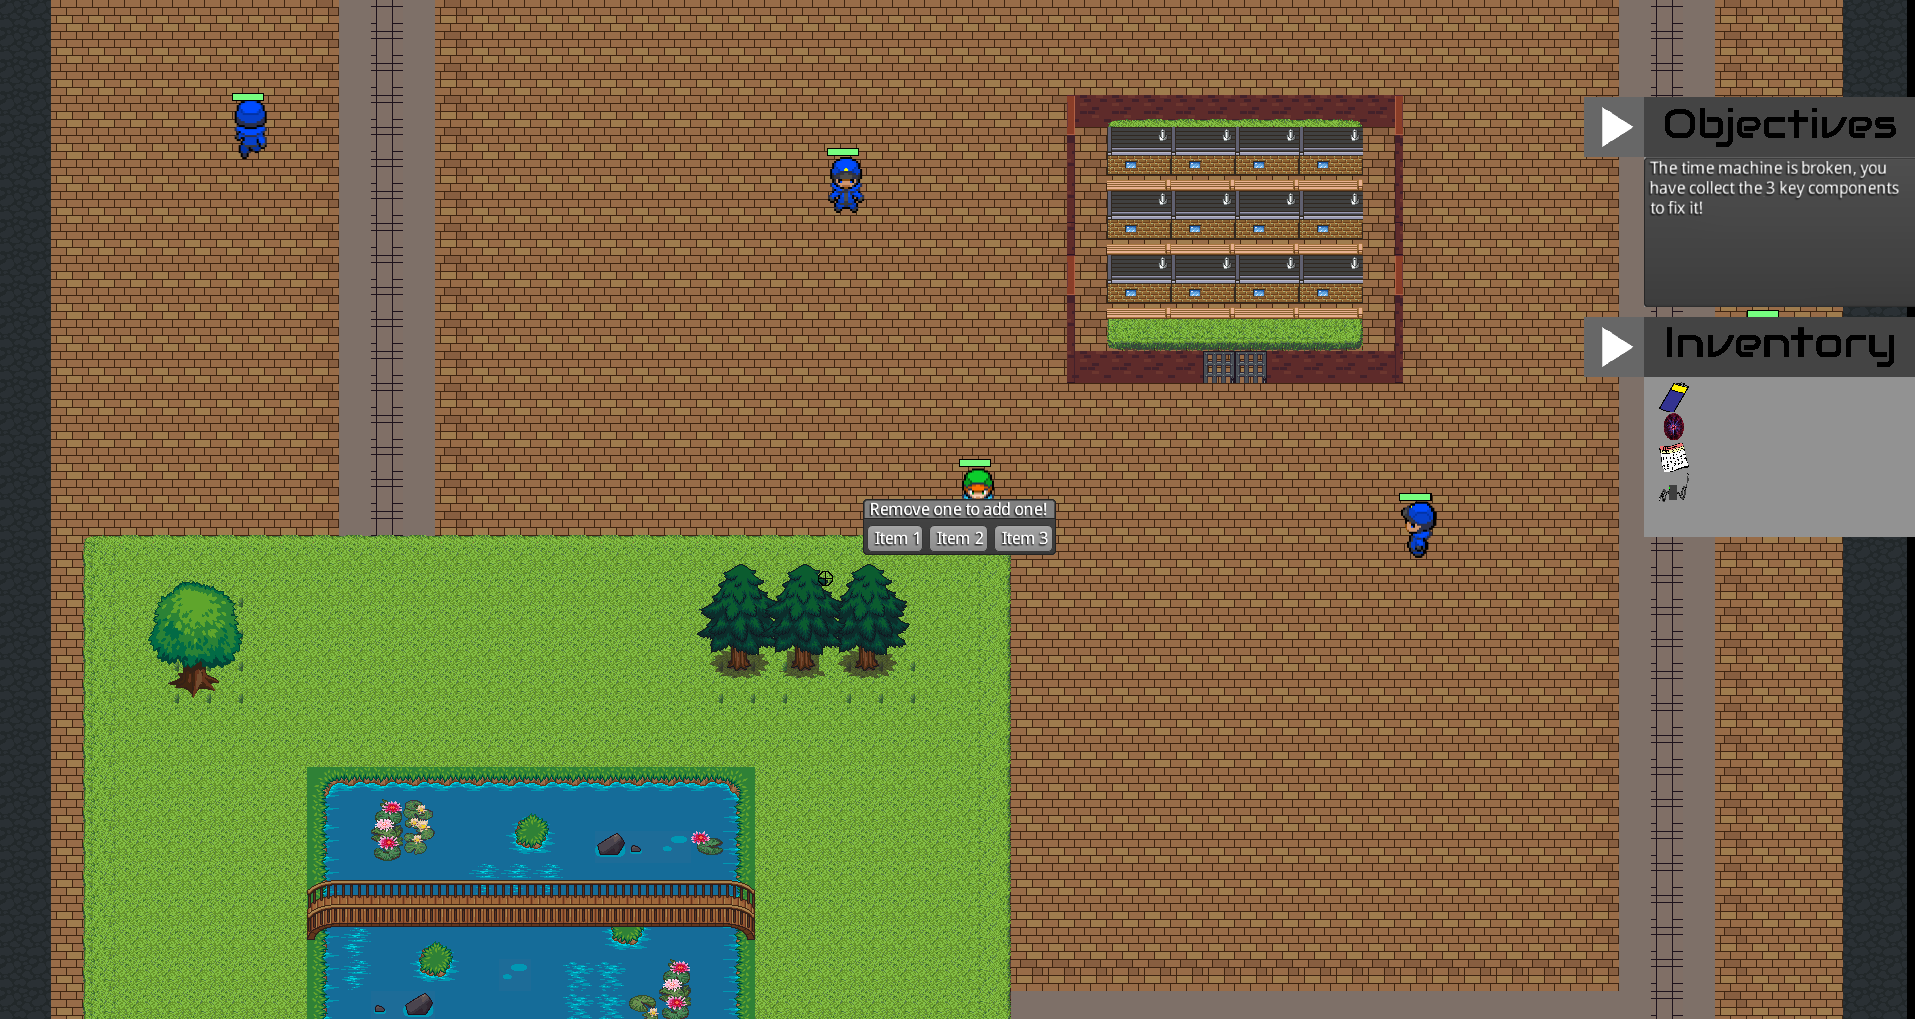 Objectives
The time machine is broken, you
have collect the 3 key components
to fix it!
Inventory
Remove one to add one!
Item 1 Item 2 Item 3